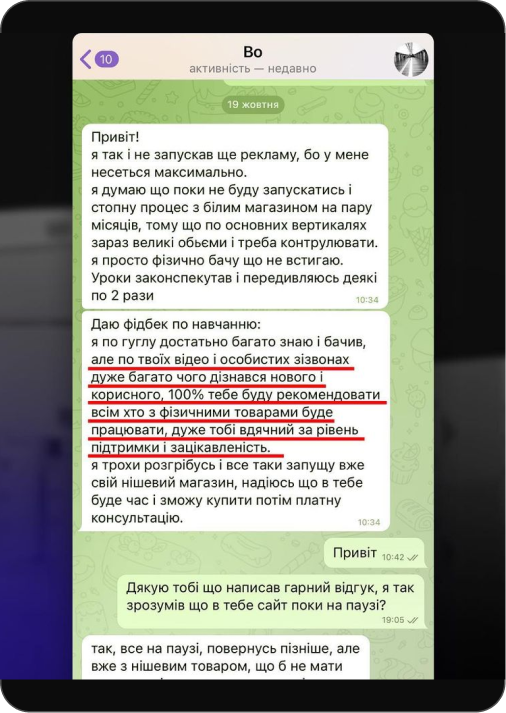 10
Во
активність — недавно
19 жовтня
Привіт!
я так і не запускав ще рекламу, бо у мене
несеться максимально.
я думаю що поки не буду запускатись і
стопну процес з білим магазином на пару
місяців, тому що по основних вертикалях
зараз великі обьєми і треба контрулювати.
я просто фізично бачу що не встигаю.
Уроки законспекутав і передивляюсь деякі
по 2 рази
10:34
Даю фідбек по навчанню:
я по гуглу достатньо багато знаю і бачив,
але по твоїх відео і особистих зізвонах
дуже багато чого дізнався нового і
корисного, 100% тебе буду рекомендовати
всім хто з фізичними товарами буде
працювати, дуже тобі вдячний за рівень
підтримки і зацікавленість.
я трохи розгрібусь і все таки запущу вже
свій нішевий магазин, надіюсь що в тебе
буде час і зможу купити потім платну
консультацію.
10:34
Привіт 10:42
Дякую тобі що написав гарний відгук, я так
зрозумів що в тебе сайт поки на паузі?
19:05
так, все на паузі, повернусь пізніше, але
вже з нішевим товаром, що б не мати